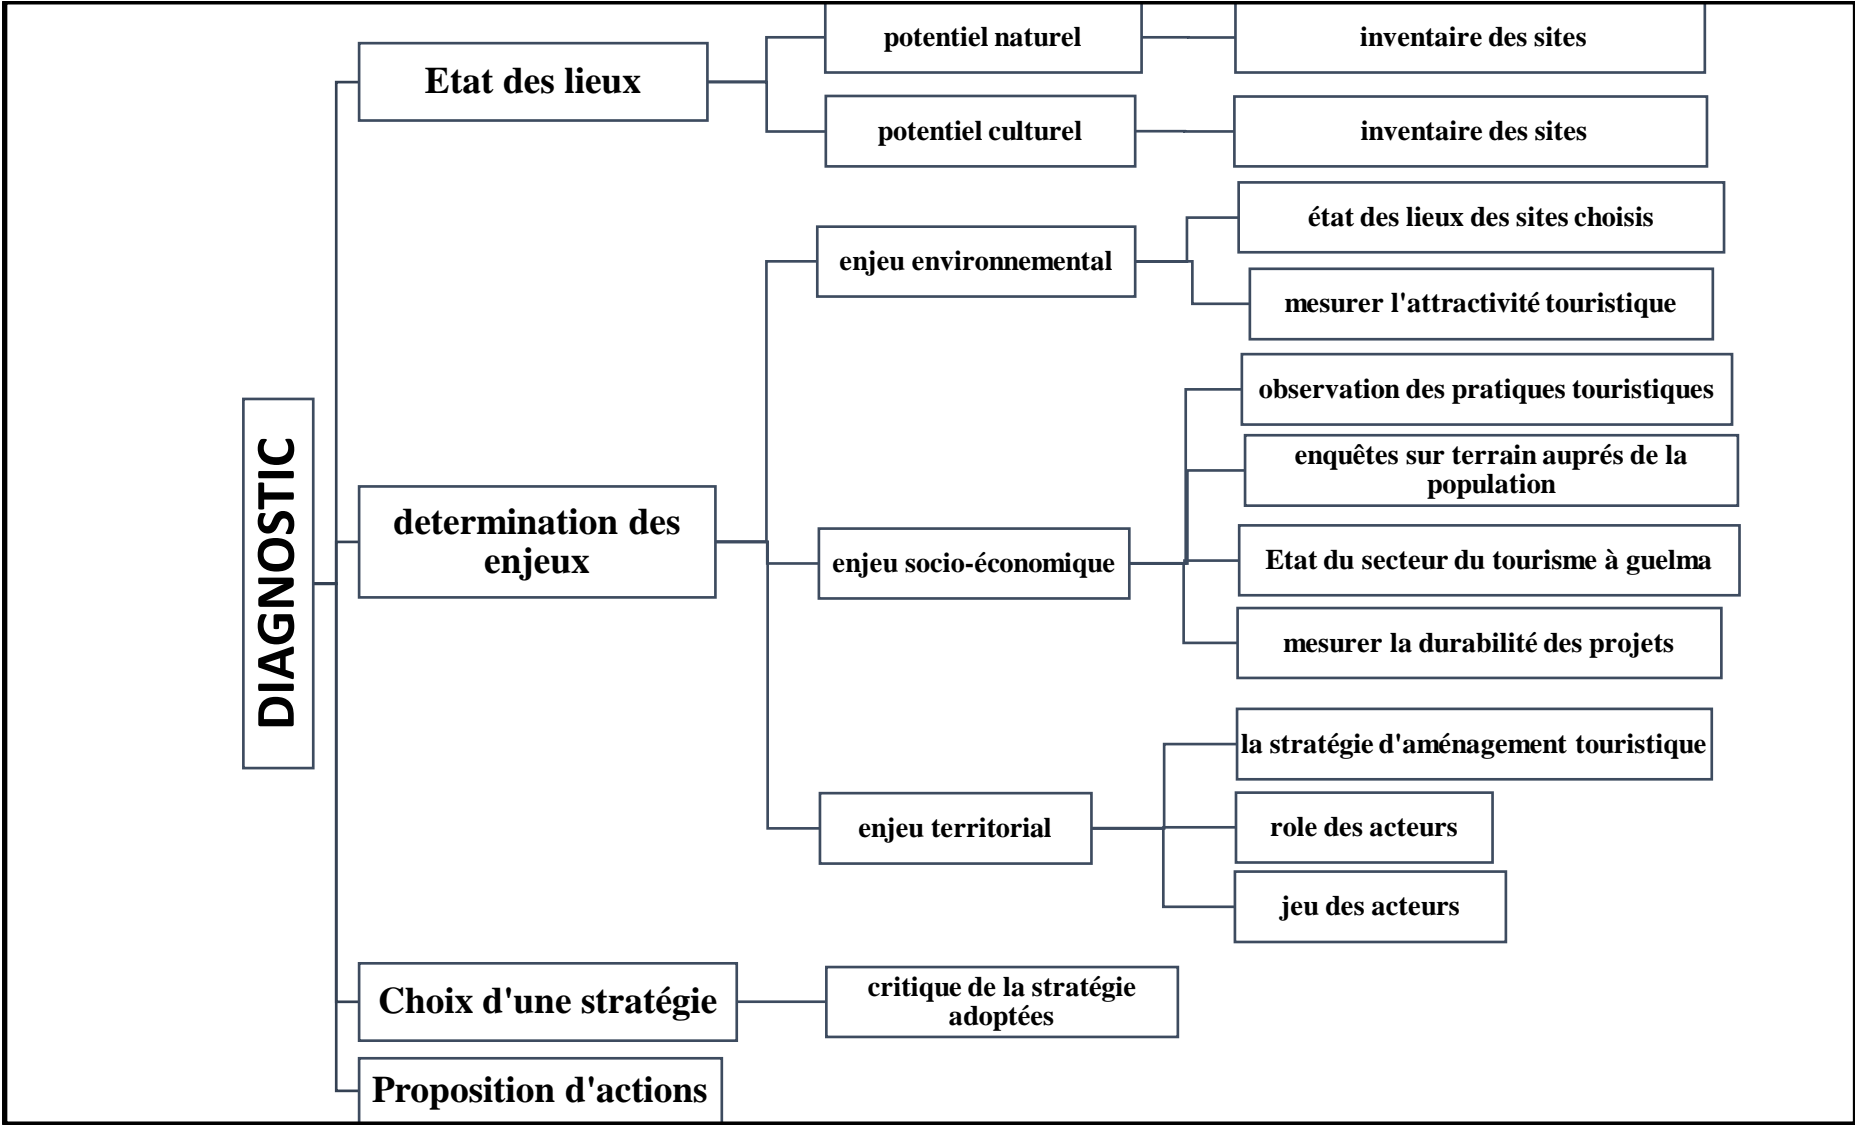 DIAGNOSTIC
Etat des lieux
potentiel naturel
inventaire des sites
potentiel culturel
inventaire des sites
determination des
enjeux
enjeu environnemental
état des lieux des sites choisis
mesurer l'attractivité touristique
enjeu socio-économique
observation des pratiques touristiques
enquêtes sur terrain auprés de la
population
Etat du secteur du tourisme à guelma
mesurer la durabilité des projets
enjeu territorial
la stratégie d'aménagement touristique
role des acteurs
jeu des acteurs
Choix d'une stratégie
critique de la stratégie
adoptées
Proposition d'actions